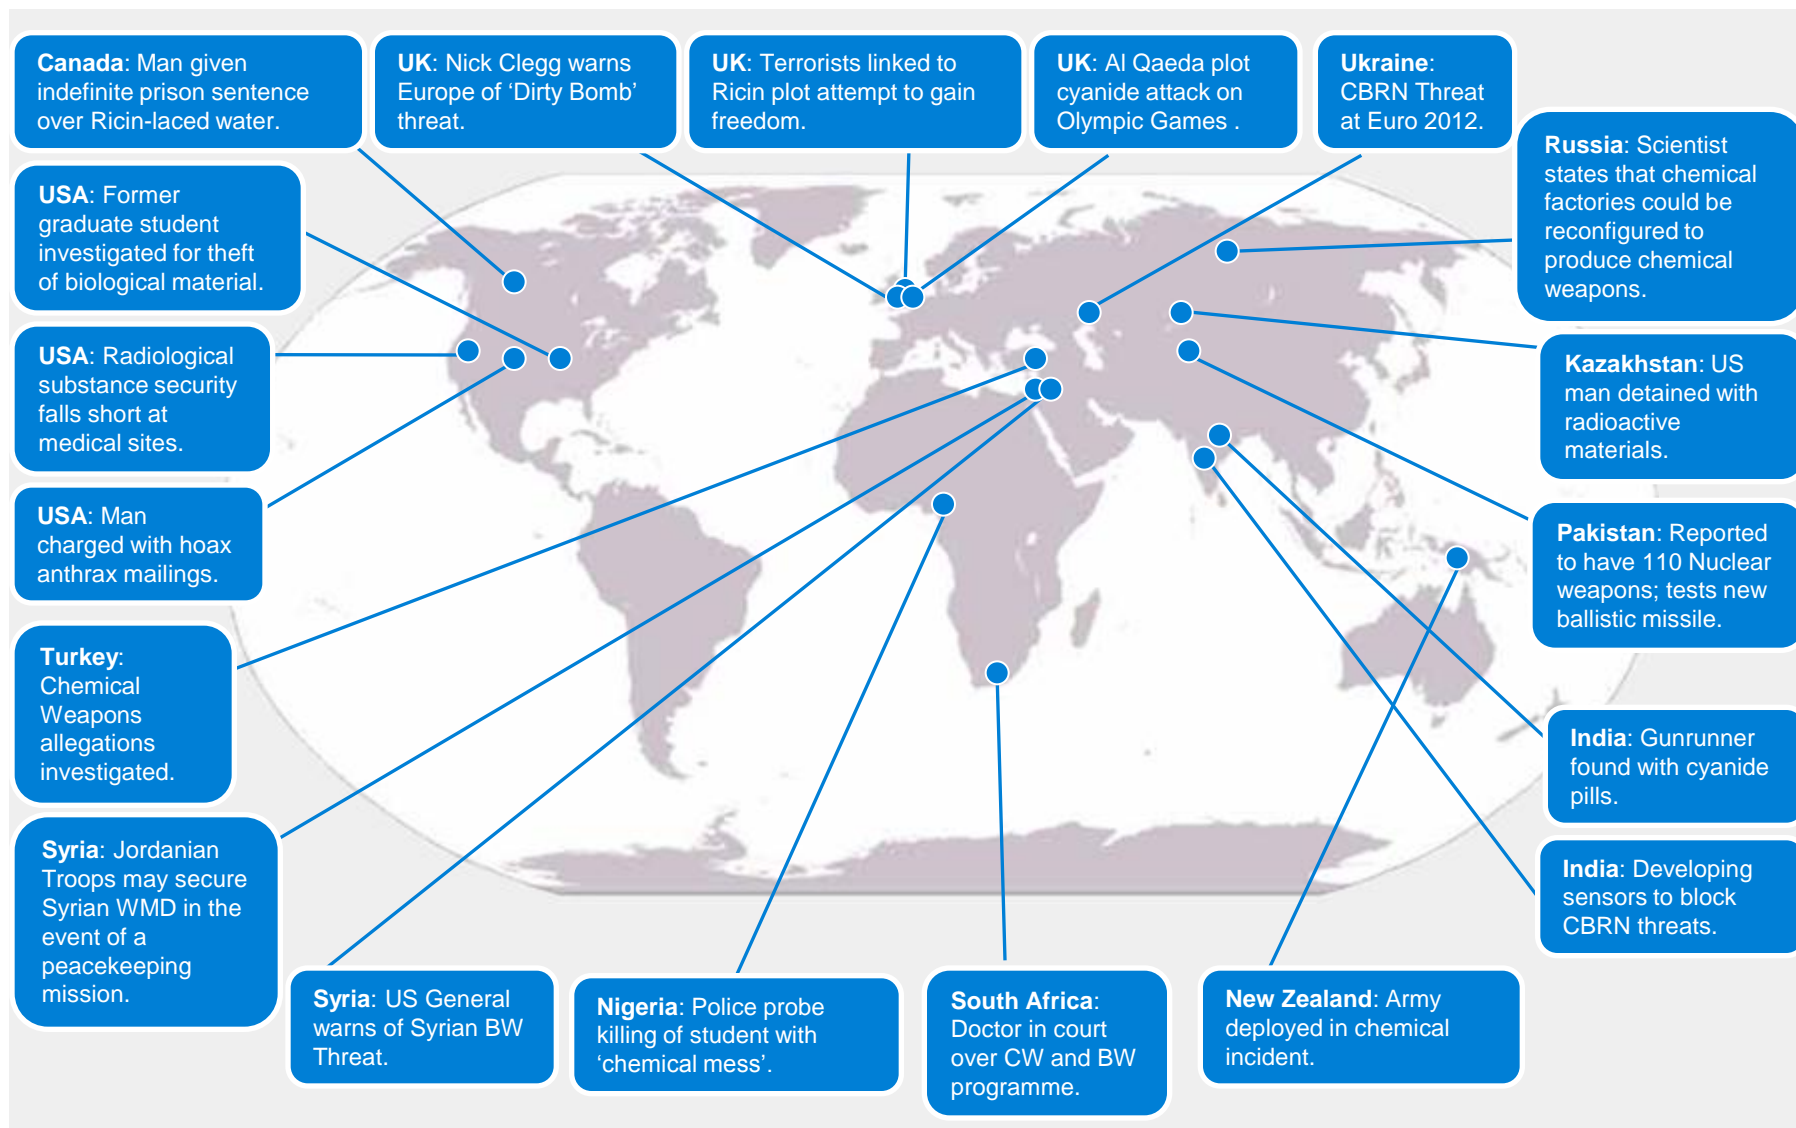 Canada: Man given
indefinite prison sentence
over Ricin-laced water.
UK: Nick Clegg warns
Europe of ‘Dirty Bomb’
threat.
UK: Terrorists linked to
Ricin plot attempt to gain
freedom.
UK: Al Qaeda plot
cyanide attack on
Olympic Games .
Ukraine:
CBRN Threat
at Euro 2012.
Russia: Scientist
states that chemical
factories could be
reconfigured to
produce chemical
weapons.
USA: Former
graduate student
investigated for theft
of biological material.
USA: Radiological
substance security
falls short at
medical sites.
Kazakhstan: US
man detained with
radioactive
materials.
USA: Man
charged with hoax
anthrax mailings.
Pakistan: Reported
to have 110 Nuclear
weapons; tests new
ballistic missile.
Turkey:
Chemical
Weapons
allegations
investigated.
India: Gunrunner
found with cyanide
pills.
Syria: Jordanian
Troops may secure
Syrian WMD in the
event of a
peacekeeping
mission.
India: Developing
sensors to block
CBRN threats.
Syria: US General
warns of Syrian BW
Threat.
Nigeria: Police probe
killing of student with
‘chemical mess’.
South Africa:
Doctor in court
over CW and BW
programme.
New Zealand: Army
deployed in chemical
incident.